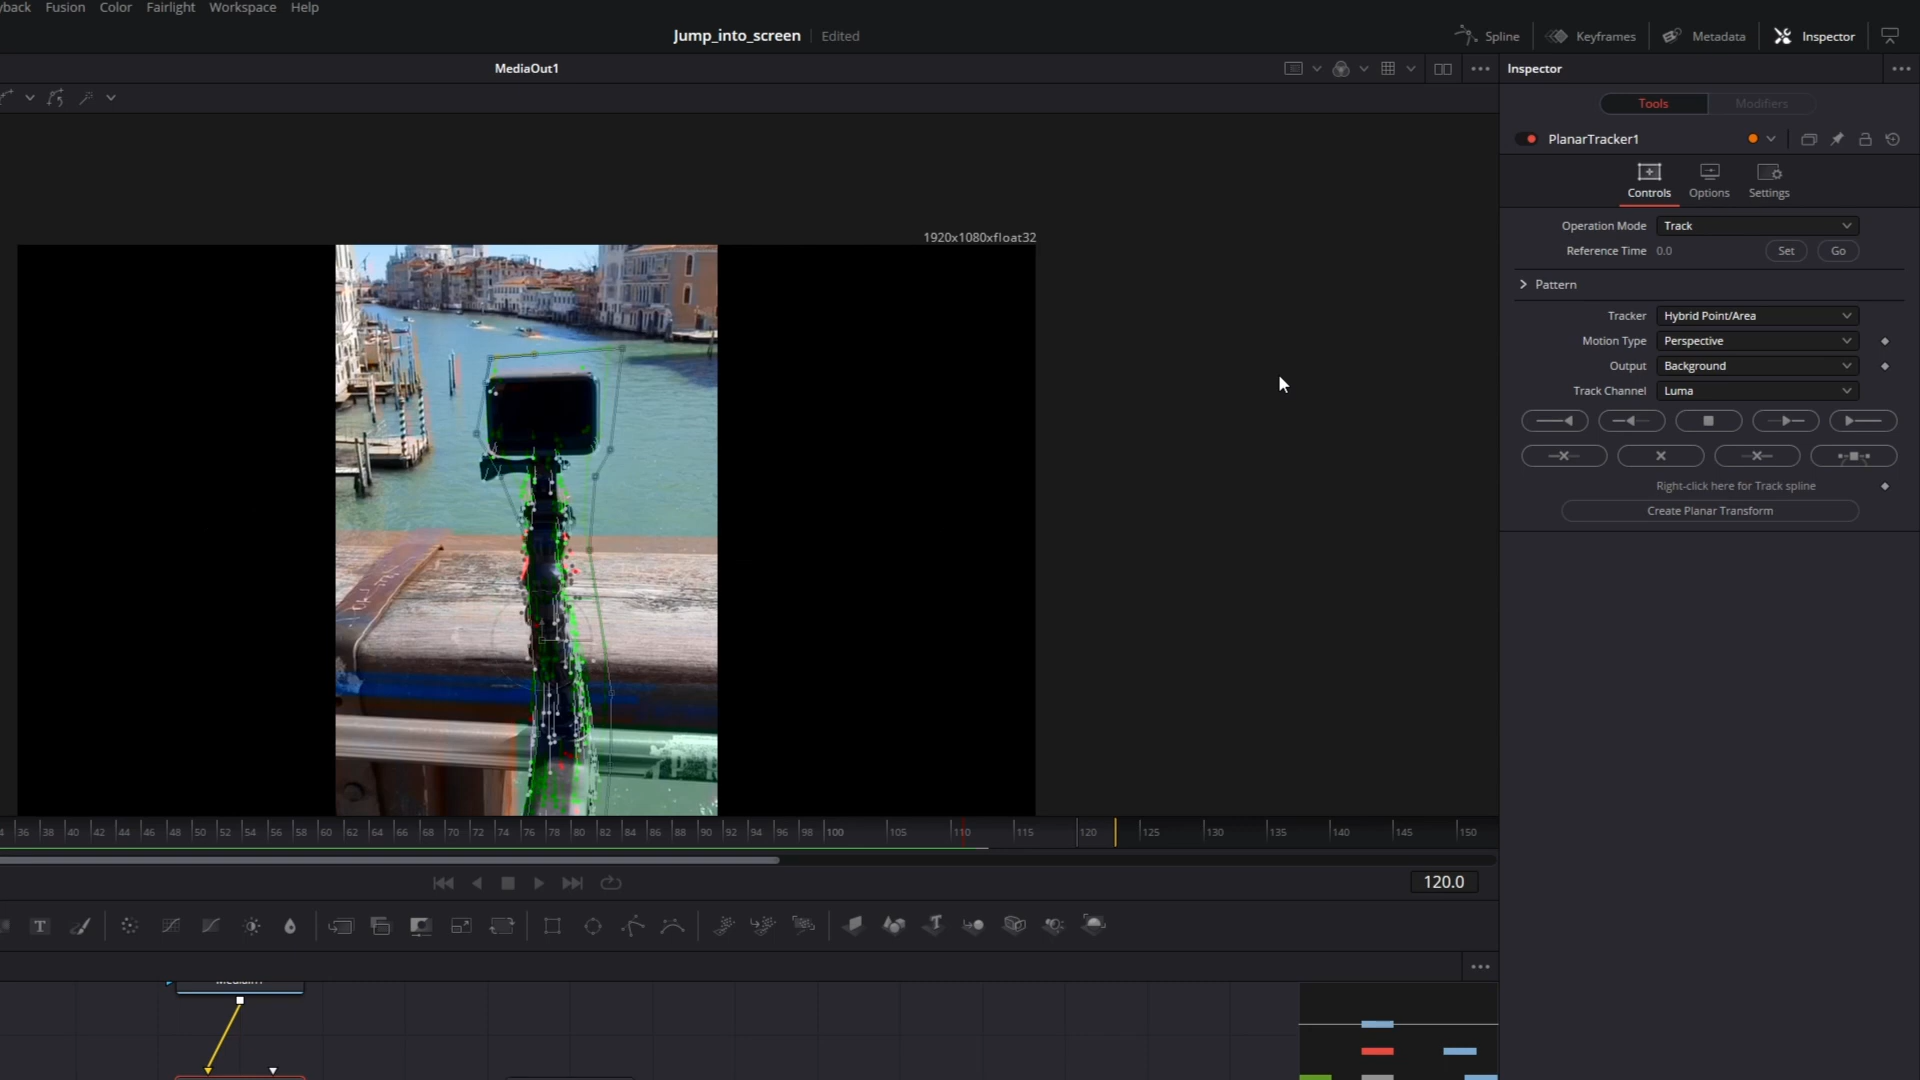 yback Fusion Color Fairlight Workspace Help
Jump_into_screen Edited
Spline Keyframes Metadata Inspector
MediaOut1
Inspector
Tools Modifiers
PlanarTracker1
Controls Options Settings
1920x1080xfloat32
Operation Mode Track
Reference Time 0.0 Set Go
Pattern
Tracker Hybrid Point/Area
Motion Type Perspective
Output Background
Track Channel Luma
Right-click here for Track spline
Create Planar Transform
36 38 40 42 44 46 48 50 52 54 56 58 60 62 64 66 68 70 72 74 76 78 80 82 84 86 88 90 92 94 96 98 100 105 110 115 120 125 130 135 140 145 150
120.0